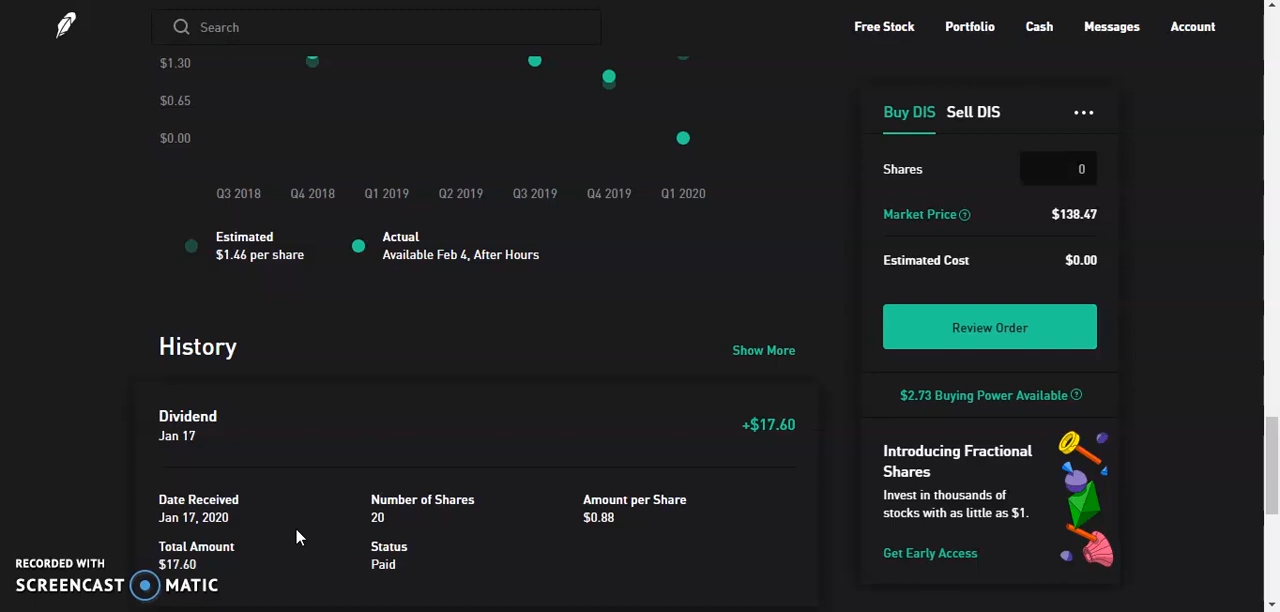 Search
Free Stock
Portfolio
Cash
Messages
Account
$1.30
$0.65
$0.00
Q3 2018
Q4 2018
Q1 2019
Q2 2019
Q3 2019
Q4 2019
Q1 2020
Estimated
$1.46 per share
Actual
Available Feb 4, After Hours
History
Show More
Dividend
Jan 17
+$17.60
Date Received
Jan 17, 2020
Number of Shares
20
Amount per Share
$0.88
Total Amount
$17.60
Status
Paid
Buy DIS
Sell DIS
Shares
0
Market Price
$138.47
Estimated Cost
$0.00
Review Order
$2.73 Buying Power Available
Introducing Fractional
Shares
Invest in thousands of
stocks with as little as $1.
Get Early Access
RECORDED WITH
SCREENCAST MATIC